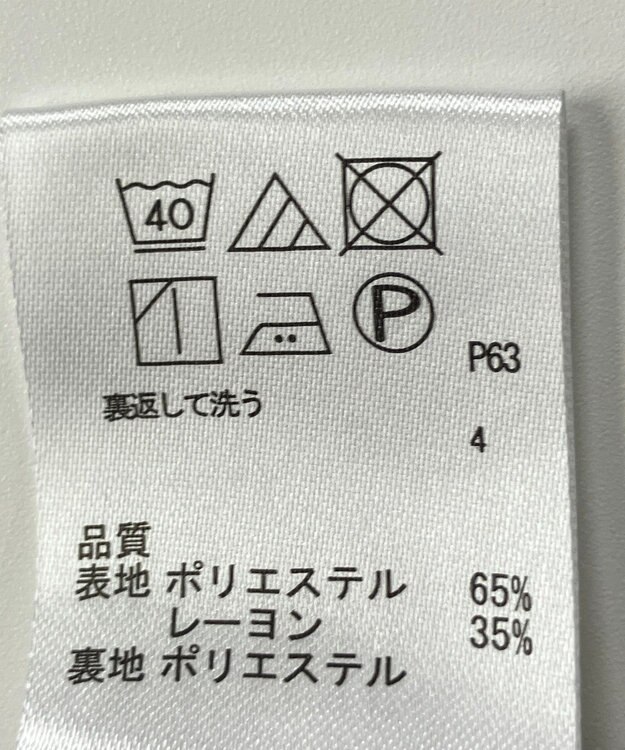 40
P
P63
裏返して洗う
4
品質
表地 ポリエステル 65%
レーヨン 35%
裏地 ポリエステル